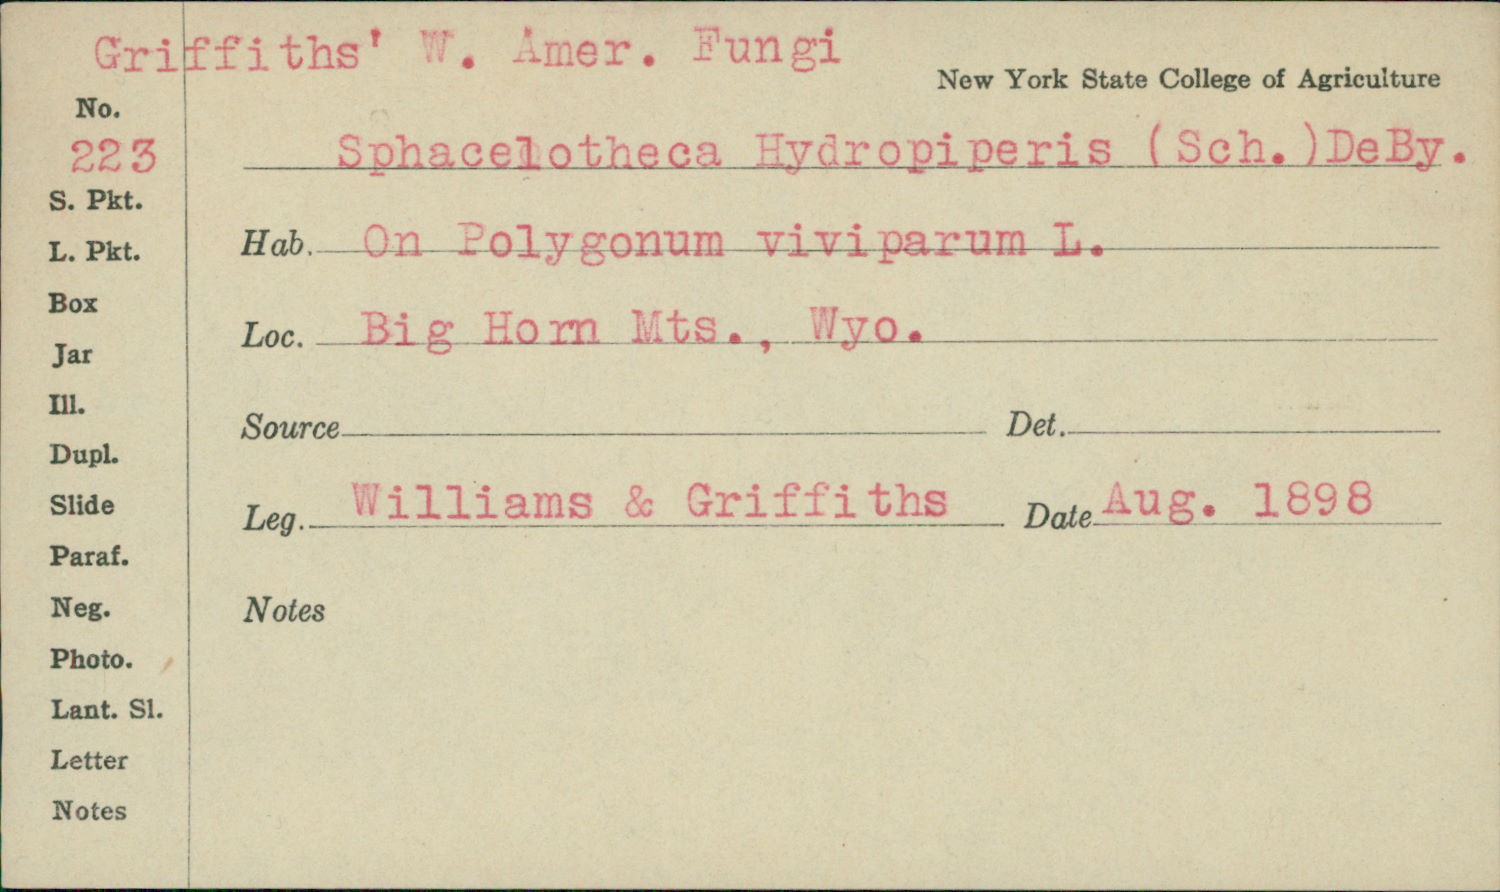 Griffiths' W. Amer. Fungi
New York State College of Agriculture
No.
223
Sphacelotheca Hydropiperis (Sch.)DeBy.
S. Pkt.
L. Pkt.
Hab. On Polygonum viviparum L.
Box
Loc. Big Horn Mts., Wyo.
Jar
Ill.
Source Det.
Dupl.
Slide
Leg. Williams & Griffiths Date Aug. 1898
Paraf.
Neg.
Notes
Photo.
Lant. Sl.
Letter
Notes